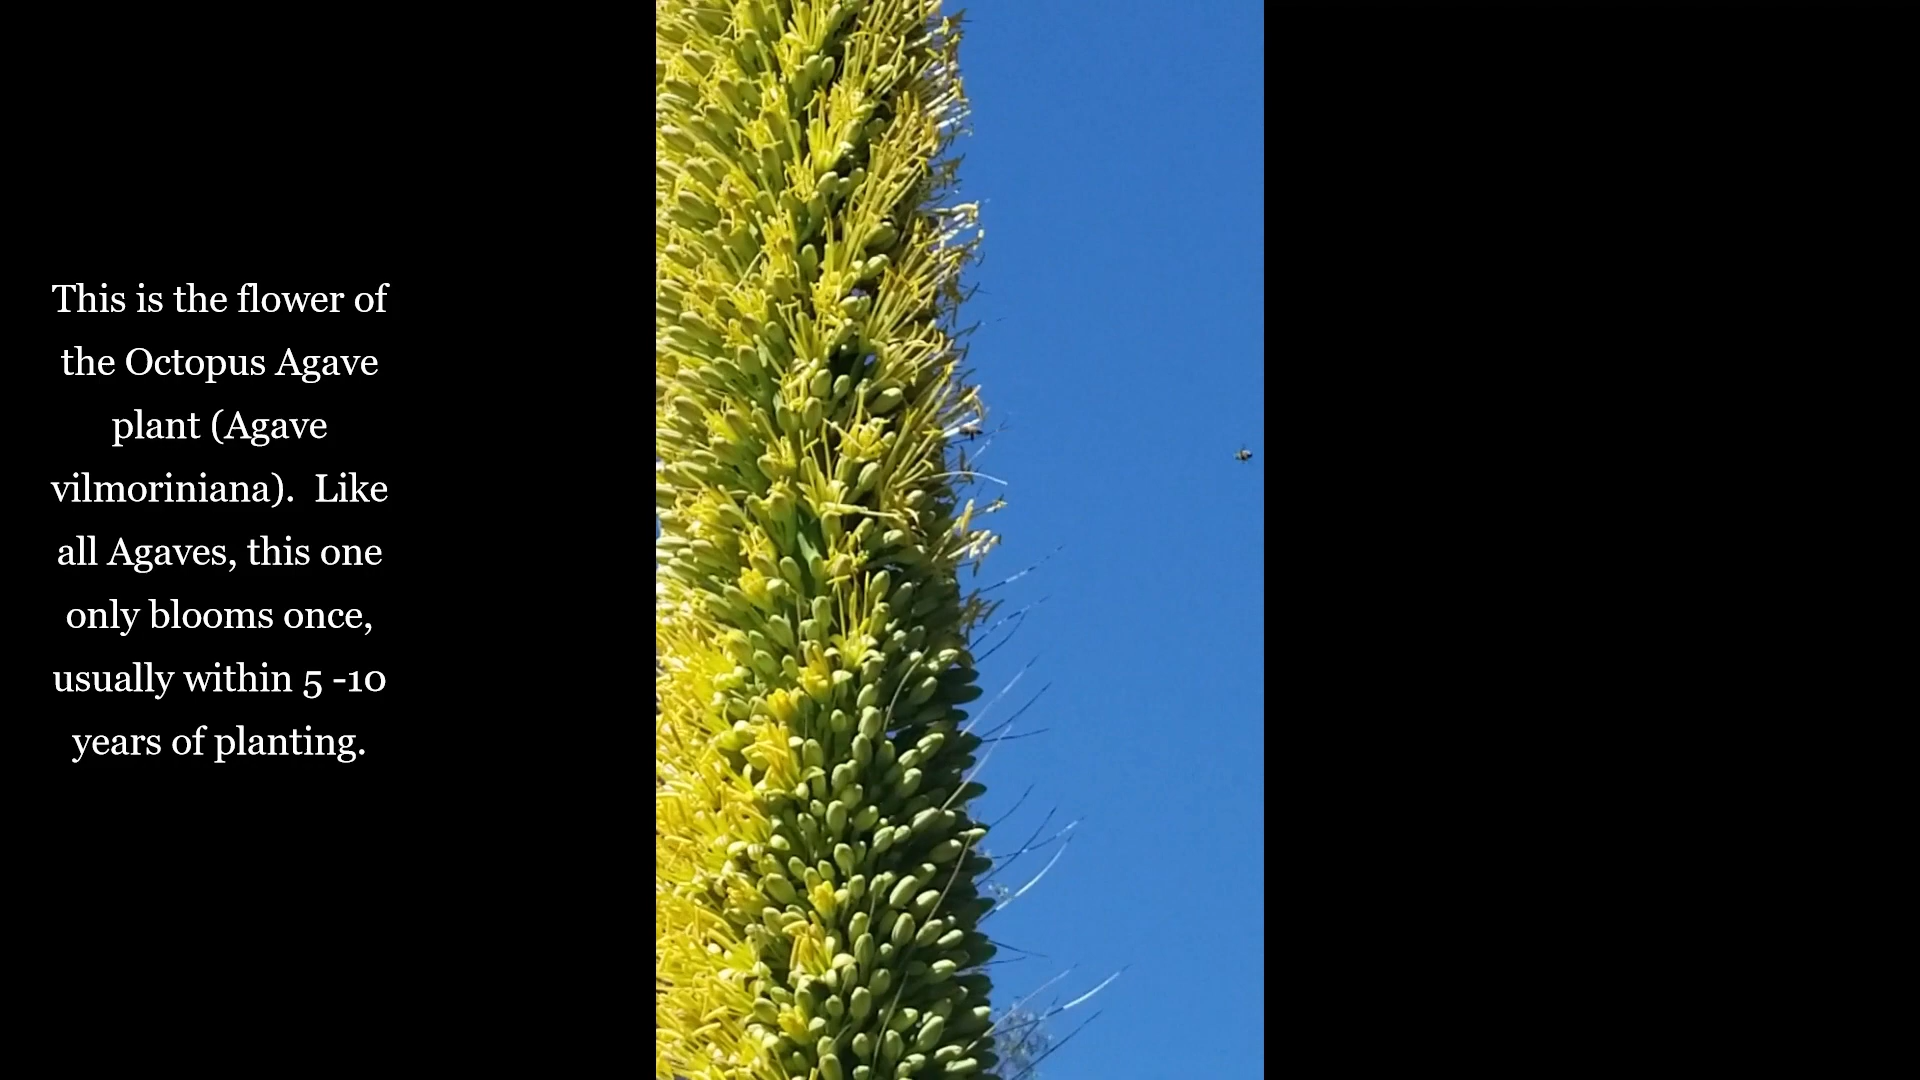 This is the flower of
the Octopus Agave
plant (Agave
vilmoriniana).  Like
all Agaves, this one
only blooms once,
usually within 5 -10
years of planting.